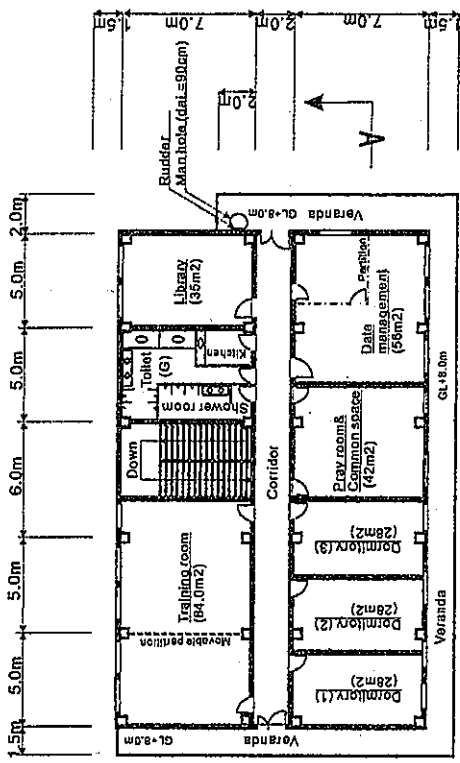 1.5m
5.0m
5.0m
6.0m
5.0m
5.0m
2.0m
1.5m
7.0m
2.0m
7.0m
1.5m
2.0m
Rudder
Man hole (dai.=90cm)
A
GL+8.0m
Veranda
Training room
(84.0m2)
Movable partition
Down
Shower room
Toilet
(G)
Kitchen
Library
(35m2)
Corridor
Veranda
GL+8.0m
Dormitory (1)
(28m2)
Dormitory (2)
(28m2)
Dormitory (3)
(28m2)
Pray room&
Common space
(42m2)
Date
management
(56m2)
Partition
Veranda
GL+8.0m